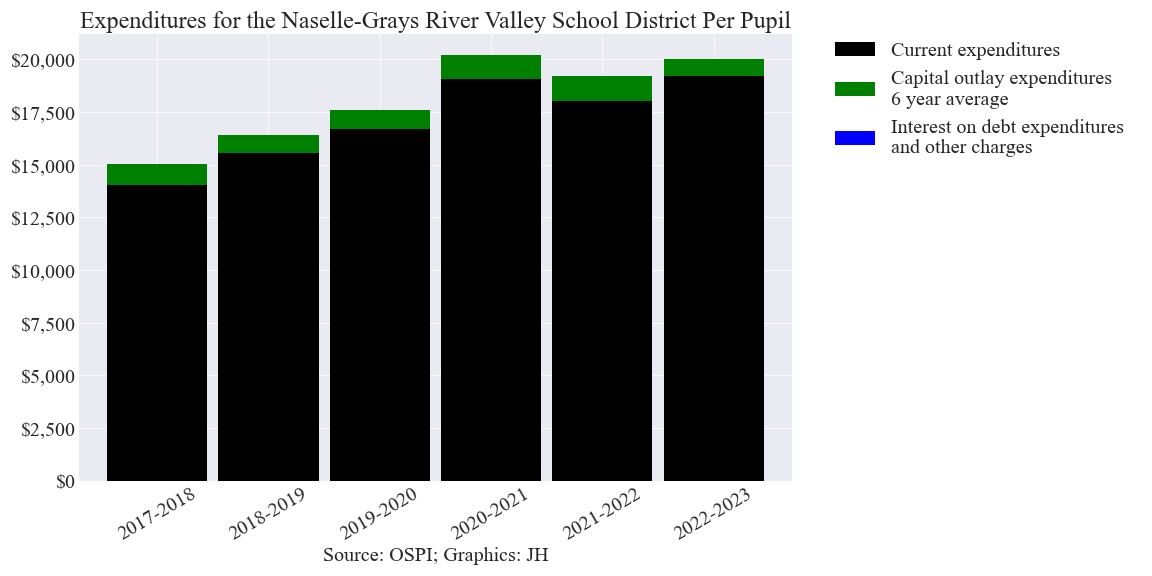 Expenditures for the Naselle-Grays River Valley School District Per Pupil
$20,000
$17,500
$15,000
$12,500
$10,000
$7,500
$5,000
$2,500
$0
2017-2018
2018-2019
2019-2020
2020-2021
2021-2022
2022-2023
Source: OSPI; Graphics: JH
Current expenditures
Capital outlay expenditures
6 year average
Interest on debt expenditures
and other charges